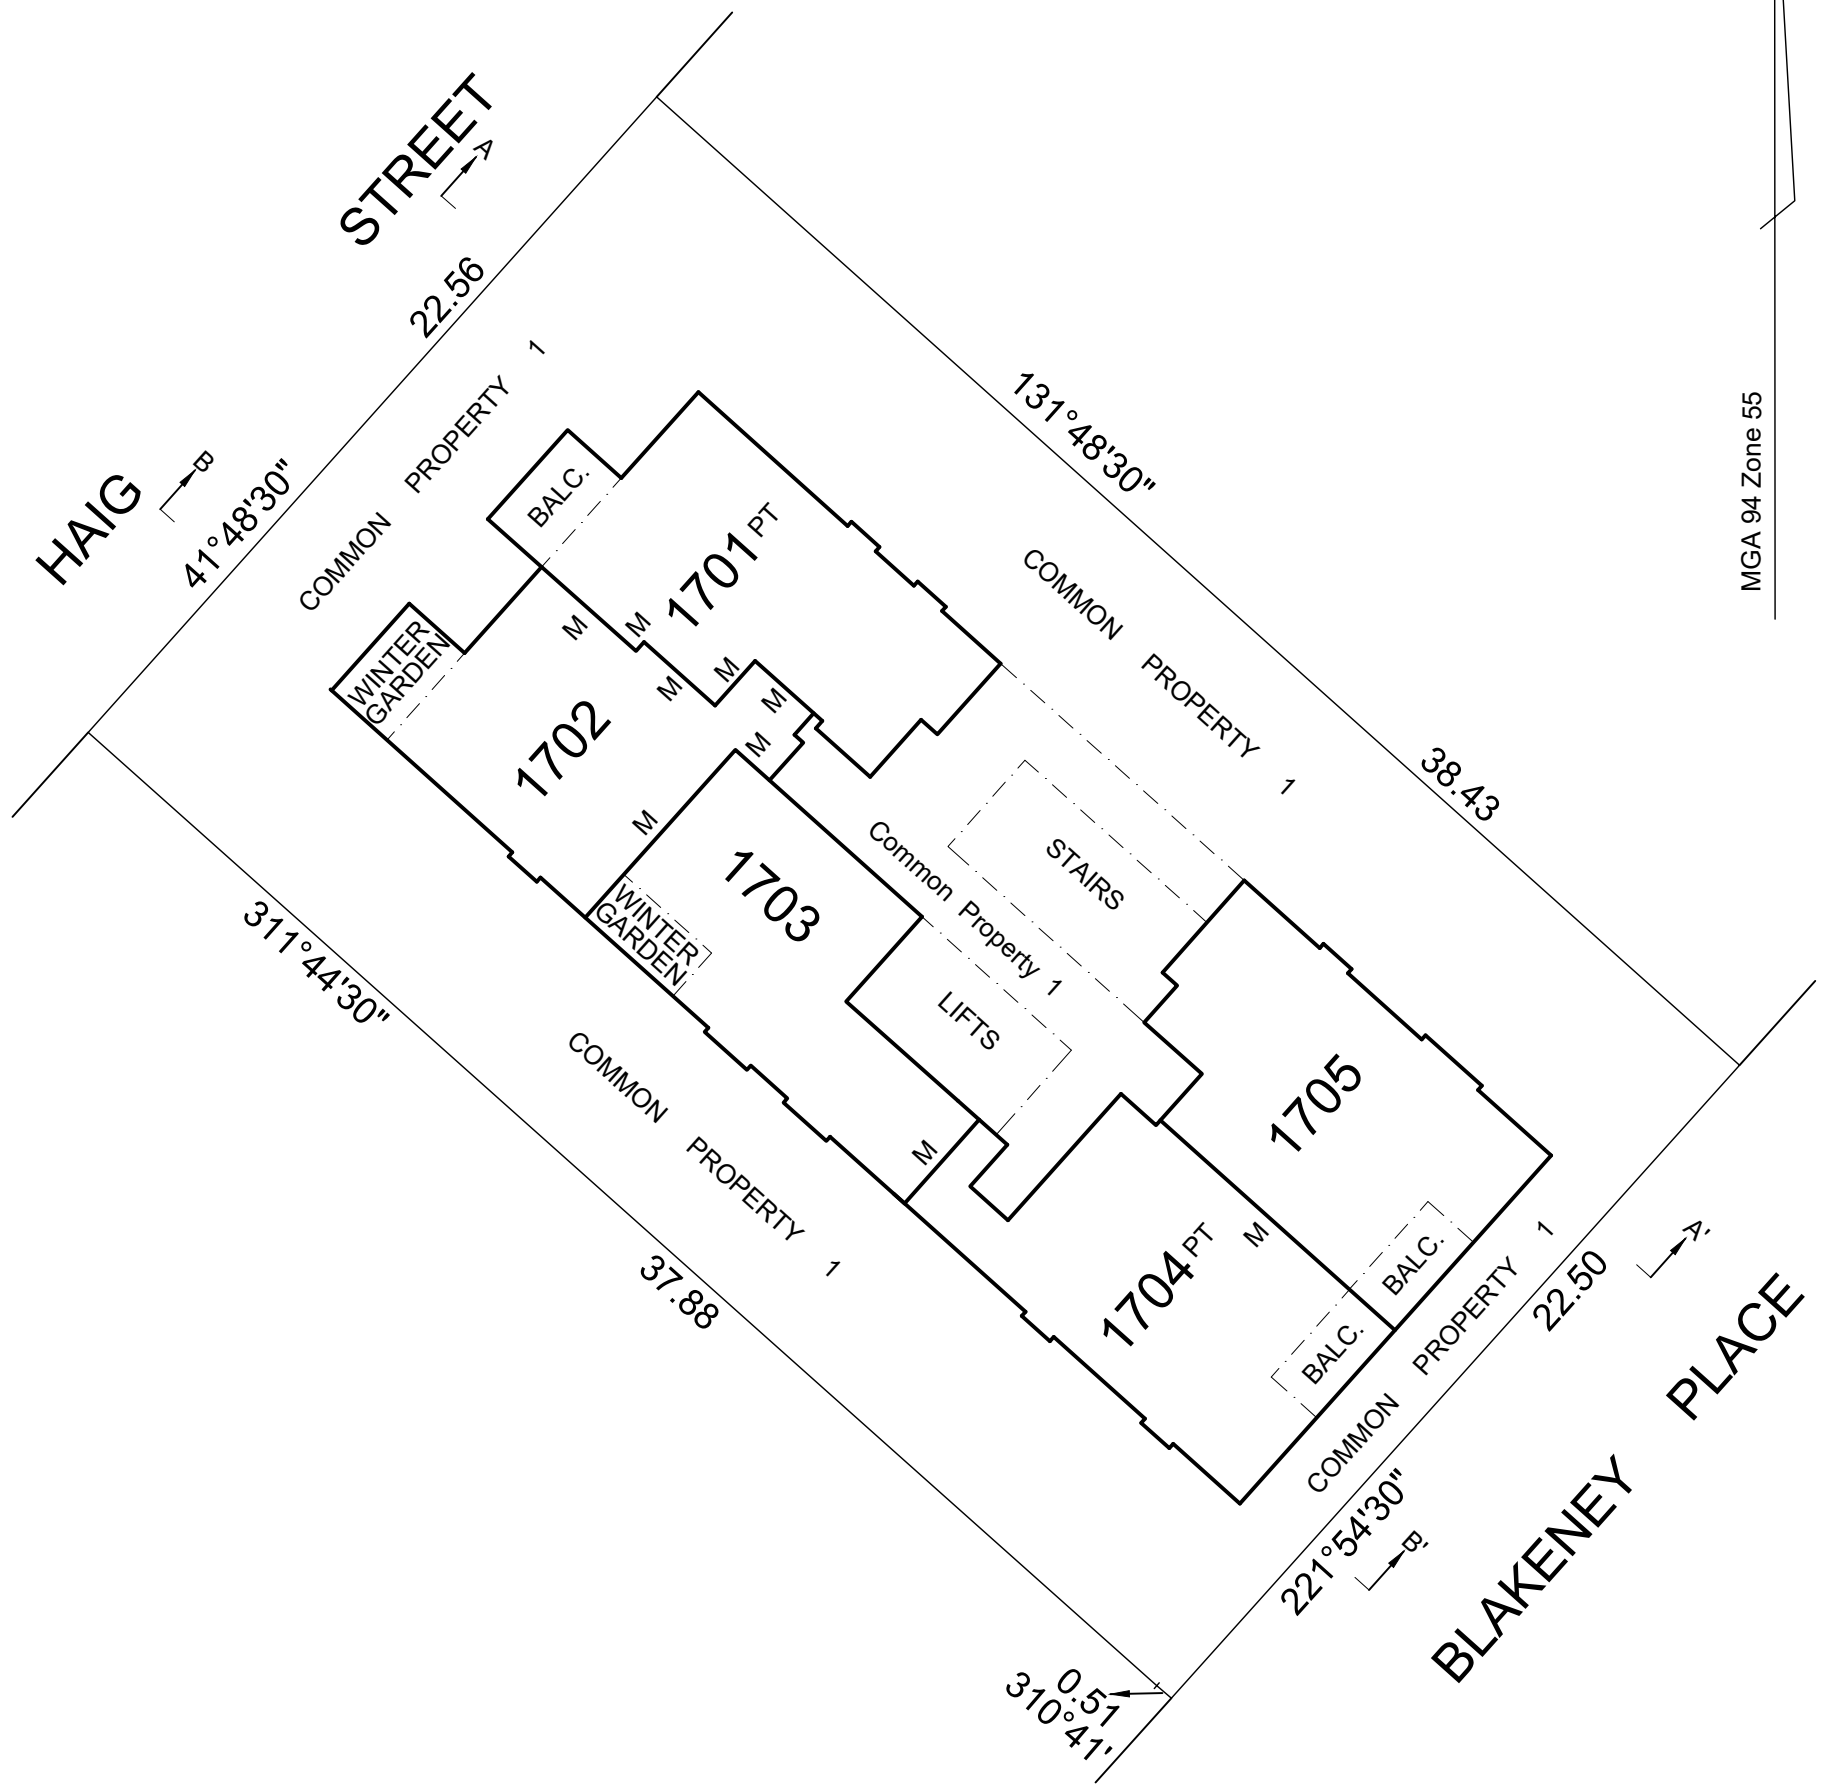 HAIG STREET
A
B
22.56
41°48'30"
COMMON PROPERTY 1
131°48'30"
38.43
MGA 94 Zone 55
BALC.
1701 PT
COMMON PROPERTY 1
WINTER
GARDEN
M
M
M
M
M
M
M
1702
1703
WINTER
GARDEN
Common Property 1
STAIRS
LIFTS
311°44'30"
37.88
COMMON PROPERTY 1
M
1704 PT
M
1705
BALC.
BALC.
COMMON PROPERTY 1
22.50
221°54'30"
A'
B'
BLAKENEY PLACE
0.51
310°41'